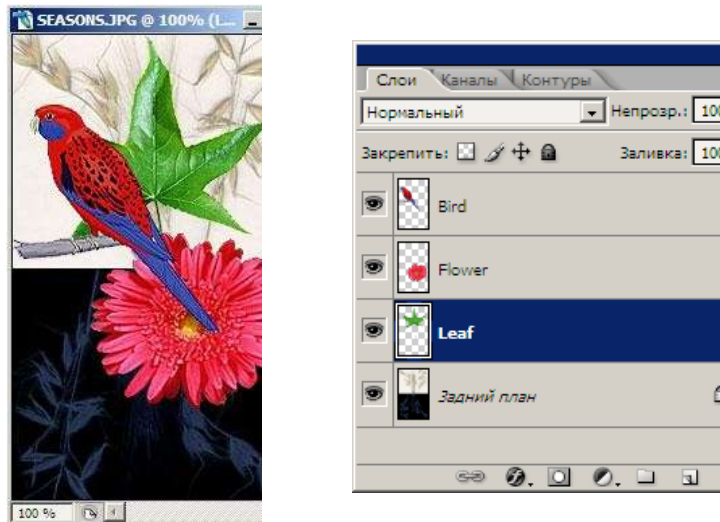 SEASONS.JPG @ 100% (L...
100 %
Слои Каналы Контуры
Нормальный Непрозр.: 100
Закрепить: Заливка: 100
Bird
Flower
Leaf
Задний план